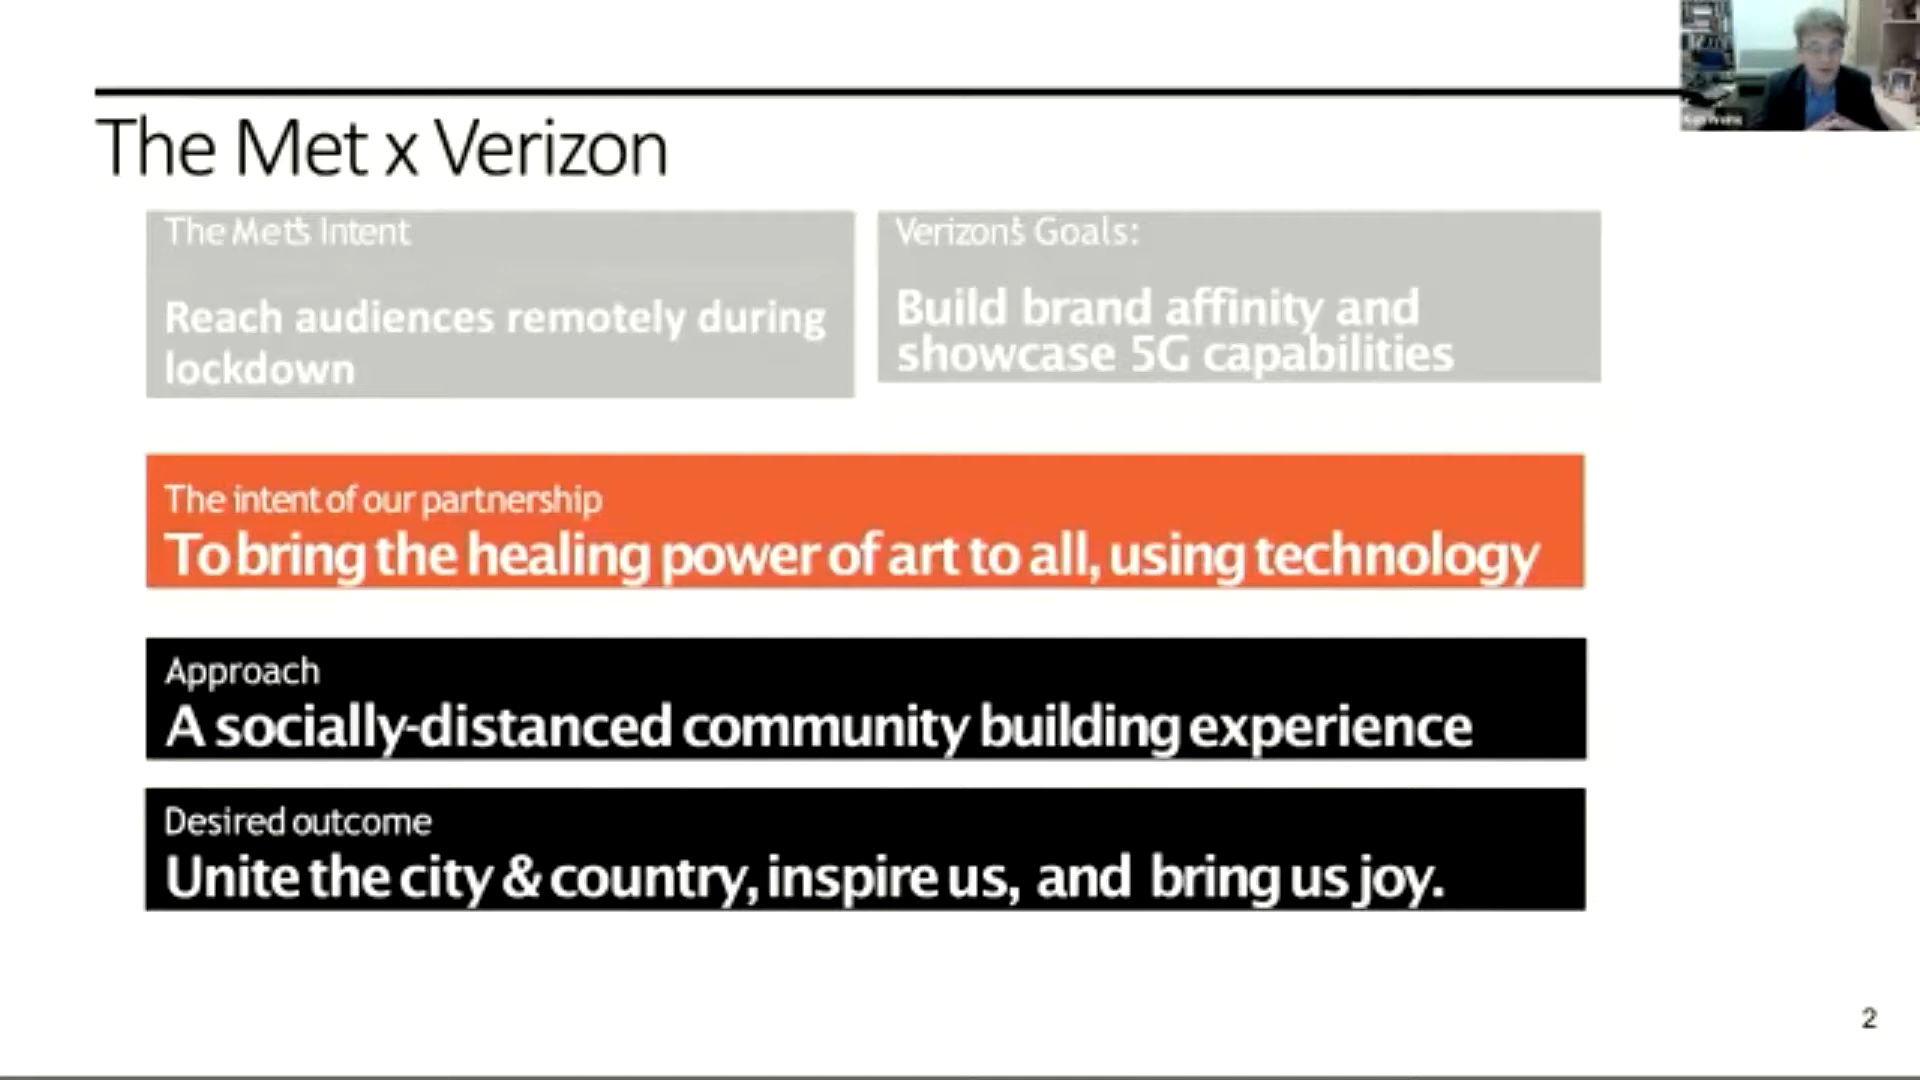 The Met x Verizon
The Met's Intent
Reach audiences remotely during
lockdown
Verizon's Goals:
Build brand affinity and
showcase 5G capabilities
The intent of our partnership
To bring the healing power of art to all, using technology
Approach
A socially-distanced community building experience
Desired outcome
Unite the city & country, inspire us, and bring us joy.
2